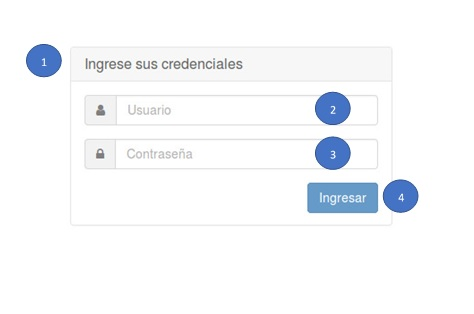 1 Ingrese sus credenciales
Usuario 2
Contraseña 3
Ingresar 4